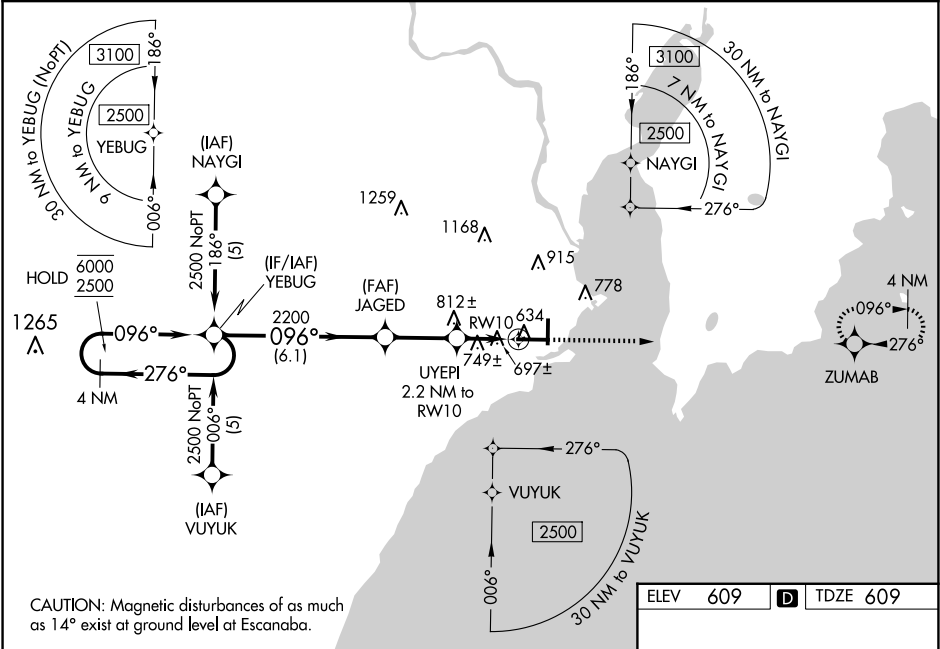 30 NM to YEBUG (NoPT)
9 NM to YEBUG
3100
186°
2500
YEBUG
006°
(IAF)
NAYGI
2500 NoPT
186°
(5)
HOLD
6000
2500
(IF/IAF)
YEBUG
1265
096°
276°
4 NM
2200
096°
(6.1)
2500 NoPT
006°
(5)
(IAF)
VUYUK
(FAF)
JAGED
1259
1168
915
778
812±
RW10
634
749±
697±
UYEPI
2.2 NM to
RW10
30 NM to NAYGI
3100
186°
7 NM to NAYGI
2500
NAYGI
276°
4 NM
096°
276°
ZUMAB
276°
VUYUK
2500
006°
30 NM to VUYUK
CAUTION: Magnetic disturbances of as much
as 14° exist at ground level at Escanaba.
ELEV 609 D TDZE 609